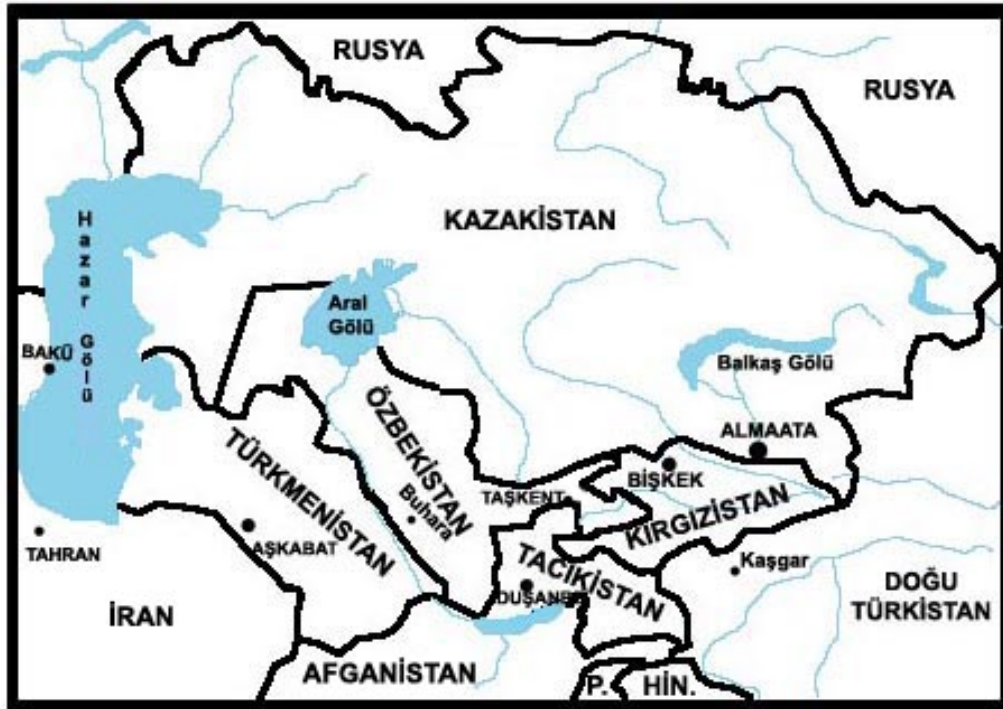 RUSYA
RUSYA
KAZAKİSTAN
Hazar Gölü
Aral
Gölü
BAKÜ
Balkaş Gölü
ALMAATA
ÖZBEKİSTAN
TÜRKMENİSTAN
BİŞKEK
TAŞKENT
Buhara
KIRGIZİSTAN
TAHRAN
AŞKABAT
TACİKİSTAN
Kaşgar
DUŞANBE
DOĞU
TÜRKİSTAN
İRAN
AFGANİSTAN
P.
HİN.